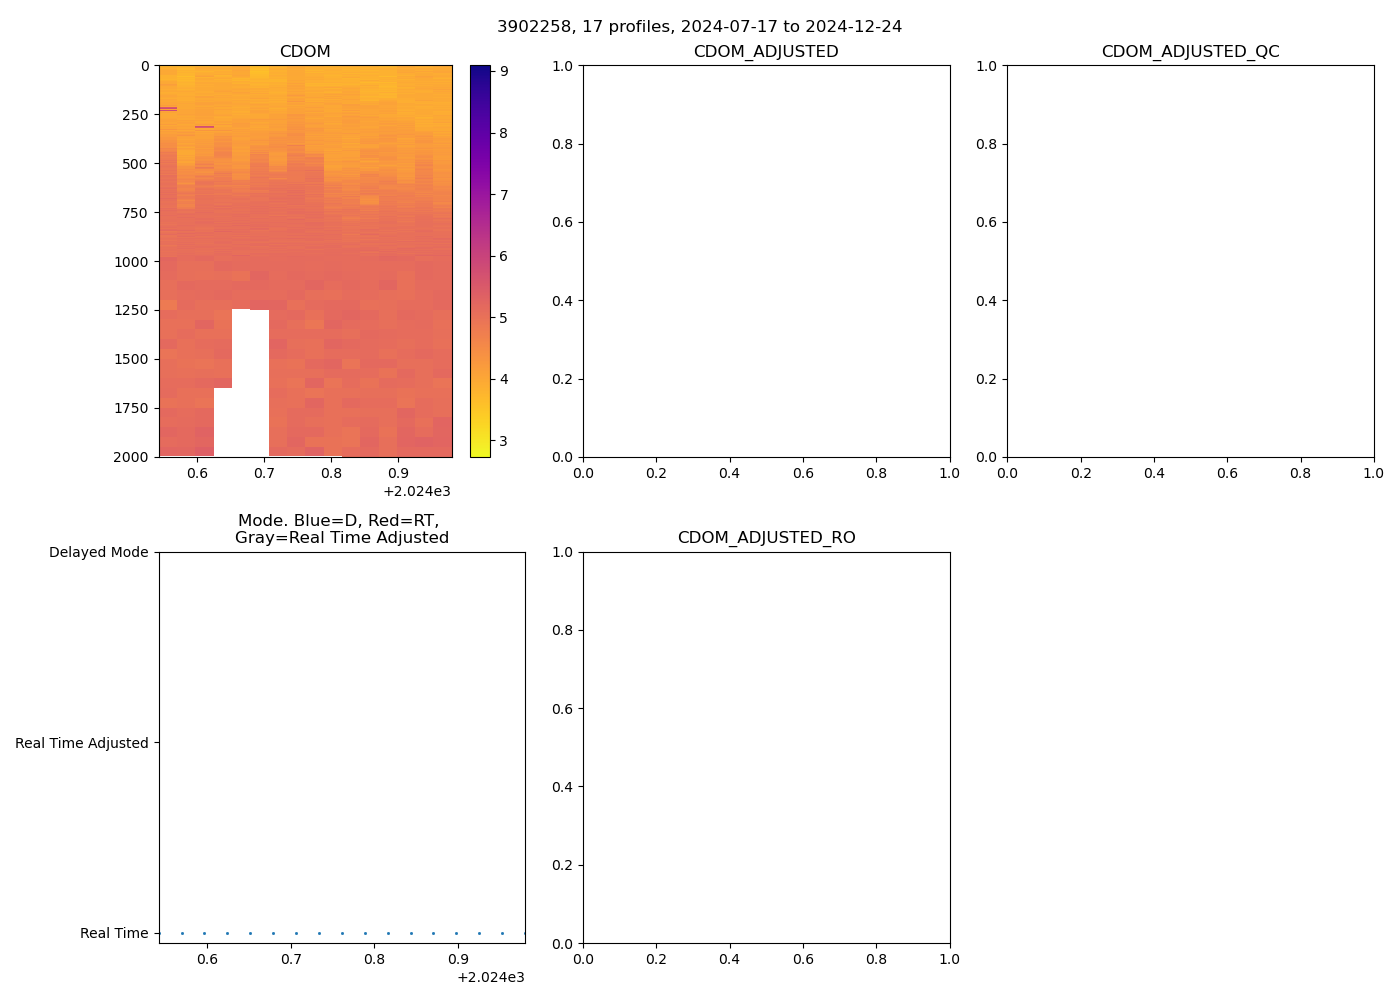 3902258, 17 profiles, 2024-07-17 to 2024-12-24
CDOM
0
250
500
750
1000
1250
1500
1750
2000
0.6 0.7 0.8 0.9
+2.024e3
9
8
7
6
5
4
3
CDOM_ADJUSTED
1.0
0.8
0.6
0.4
0.2
0.0
0.0 0.2 0.4 0.6 0.8 1.0
CDOM_ADJUSTED_QC
1.0
0.8
0.6
0.4
0.2
0.0
0.0 0.2 0.4 0.6 0.8 1.0
Mode. Blue=D, Red=RT,
Gray=Real Time Adjusted
Delayed Mode
Real Time Adjusted
Real Time
0.6 0.7 0.8 0.9
+2.024e3
CDOM_ADJUSTED_RO
1.0
0.8
0.6
0.4
0.2
0.0
0.0 0.2 0.4 0.6 0.8 1.0